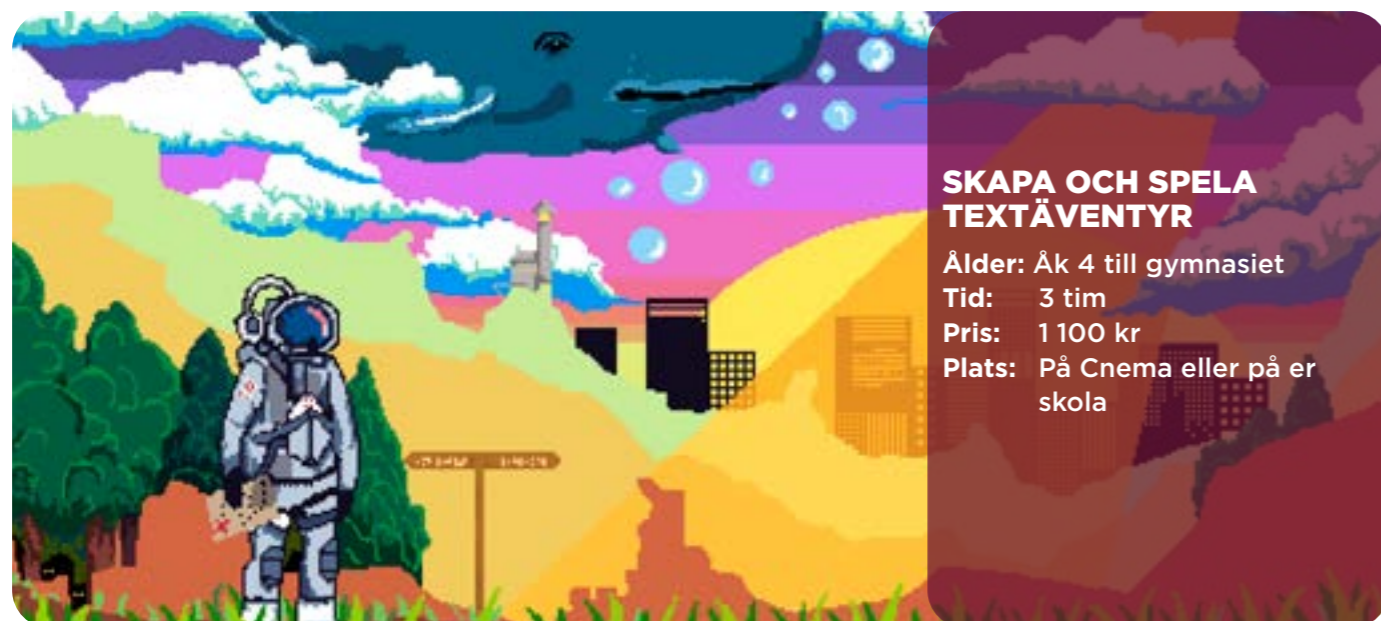 SKAPA OCH SPELA
TEXTÄVENTYR
Ålder: Åk 4 till gymnasiet
Tid: 3 tim
Pris: 1 100 kr
Plats: På Cnema eller på er
skola